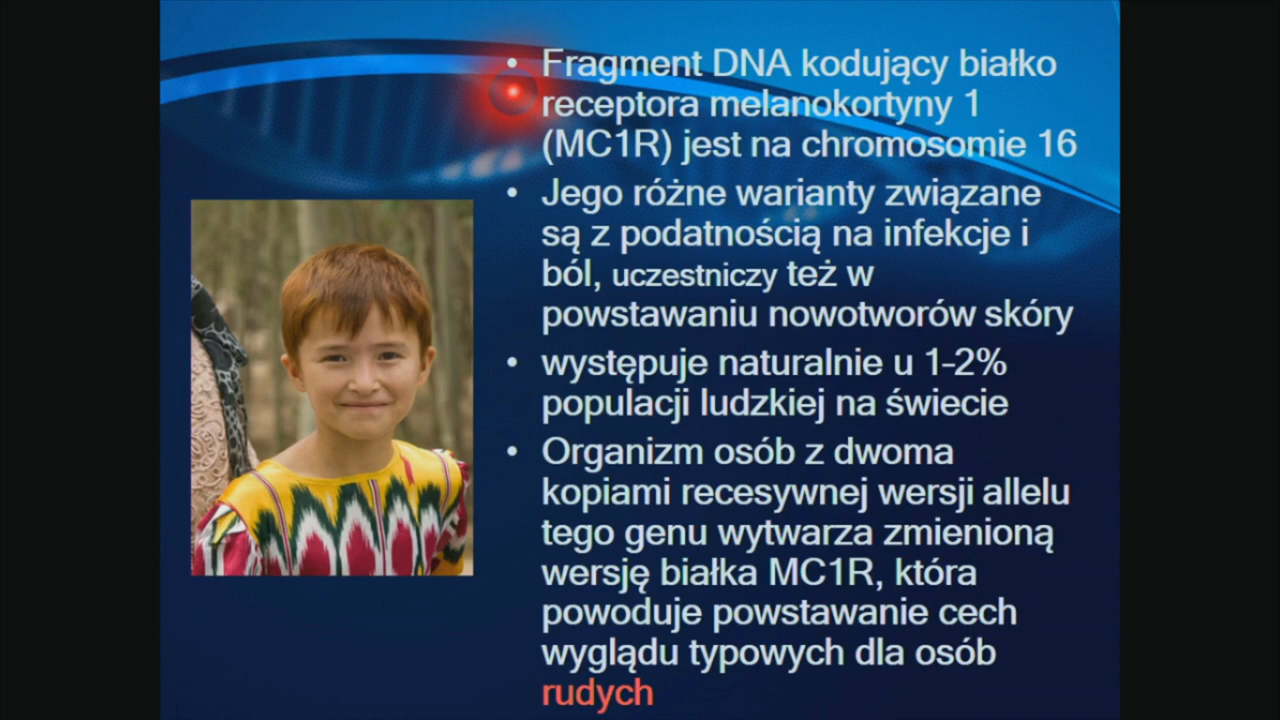 • Fragment DNA kodujący białko
receptora melanokortyny 1
(MC1R) jest na chromosomie 16
• Jego różne warianty związane
są z podatnością na infekcje i
ból, uczestniczy też w
powstawaniu nowotworów skóry
• występuje naturalnie u 1–2%
populacji ludzkiej na świecie
• Organizm osób z dwoma
kopiami recesywnej wersji allelu
tego genu wytwarza zmienioną
wersję białka MC1R, która
powoduje powstawanie cech
wyglądu typowych dla osób
rudych